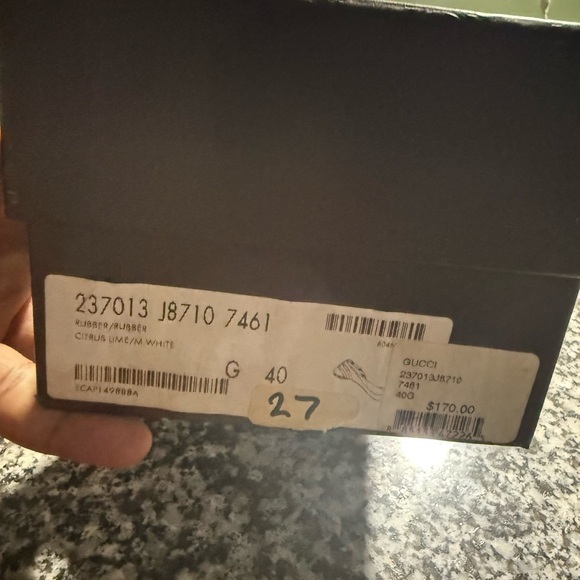 237013 J8710 7461
RUBBER/RUBBER
CITRUS LIME/M.WHITE
G 40
27
GUCCI
237013J8710
7461
40G
$170.00